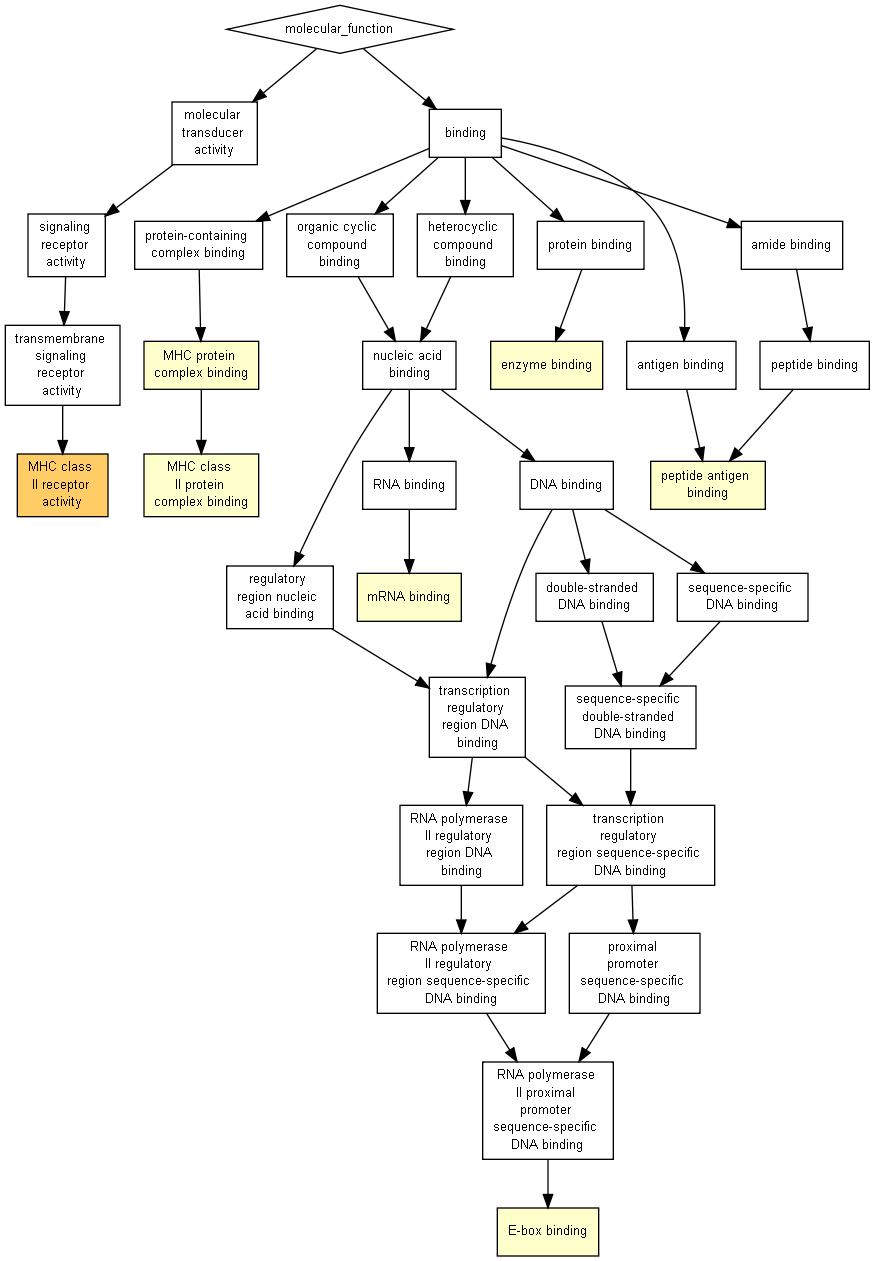 molecular_function
molecular
transducer
activity
binding
signaling
receptor
activity
protein-containing
complex binding
organic cyclic
compound
binding
heterocyclic
compound
binding
protein binding
amide binding
transmembrane
signaling
receptor
activity
MHC protein
complex binding
nucleic acid
binding
enzyme binding
antigen binding
peptide binding
MHC class
II receptor
activity
MHC class
II protein
complex binding
RNA binding
DNA binding
peptide antigen
binding
regulatory
region nucleic
acid binding
mRNA binding
double-stranded
DNA binding
sequence-specific
DNA binding
transcription
regulatory
region DNA
binding
sequence-specific
double-stranded
DNA binding
RNA polymerase
II regulatory
region DNA
binding
transcription
regulatory
region sequence-specific
DNA binding
RNA polymerase
II regulatory
region sequence-specific
DNA binding
proximal
promoter
sequence-specific
DNA binding
RNA polymerase
II proximal
promoter
sequence-specific
DNA binding
E-box binding